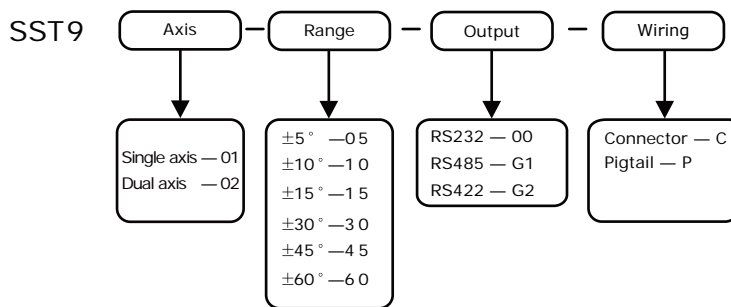 SST9 Axis — Range — Output — Wiring
Single axis — 01
Dual axis — 02
±5° —05
±10°—10
±15°—15
±30°—30
±45°—45
±60°—60
RS232 — 00
RS485 — G1
RS422 — G2
Connector — C
Pigtail — P